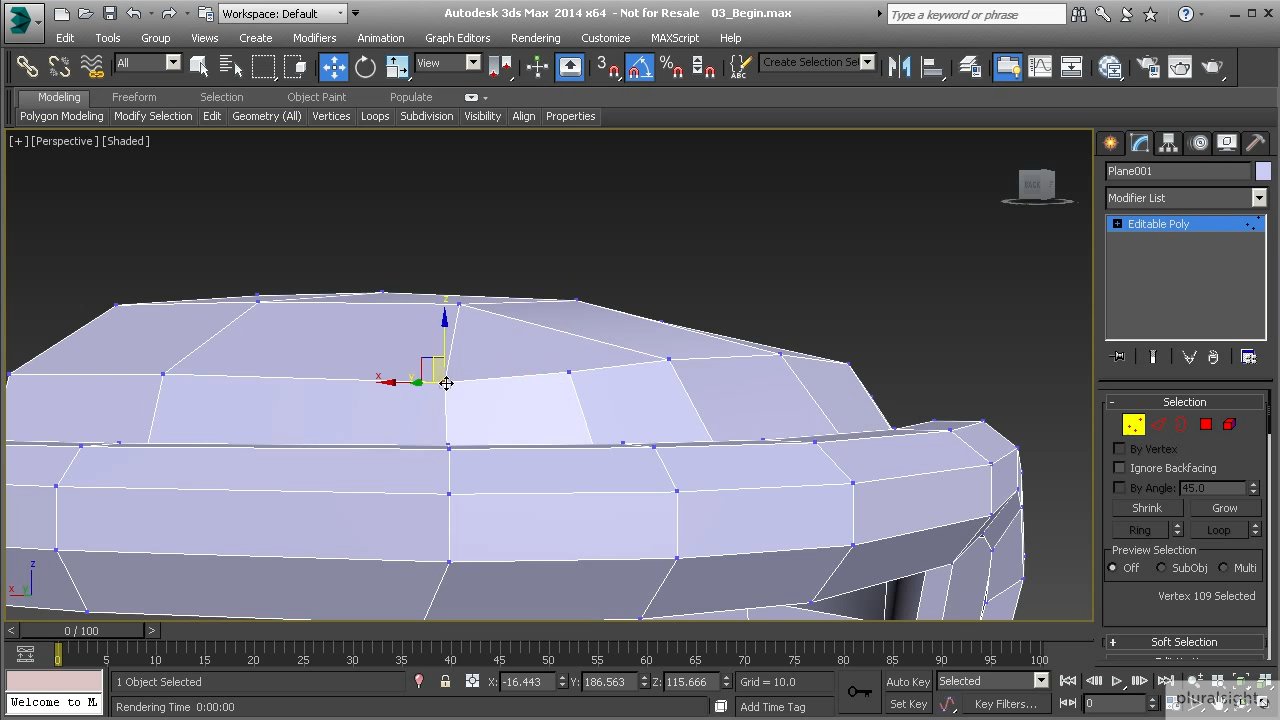 Workspace: Default
Autodesk 3ds Max 2014 x64 - Not for Resale 03_Begin.max
Type a keyword or phrase
Edit Tools Group Views Create Modifiers Animation Graph Editors Rendering Customize MAXScript Help
All View 3 Create Selection Se
Modeling Freeform Selection Object Paint Populate
Polygon Modeling Modify Selection Edit Geometry (All) Vertices Loops Subdivision Visibility Align Properties
[+] [Perspective] [Shaded]
BACK
Plane001
Modifier List
Editable Poly
z
x y
z
x
- Selection
By Vertex
Ignore Backfacing
By Angle: 45.0
Shrink Grow
Ring Loop
Preview Selection
Off SubObj Multi
Vertex 109 Selected
+ Soft Selection
< 0 / 100 >
0 5 10 15 20 25 30 35 40 45 50 55 60 65 70 75 80 85 90 95 100
1 Object Selected X: -16.443 Y: 186.563 Z: 115.666 Grid = 10.0 Auto Key Selected
Welcome to M
Rendering Time 0:00:00 Add Time Tag Set Key Key Filters... 0
pluralsight